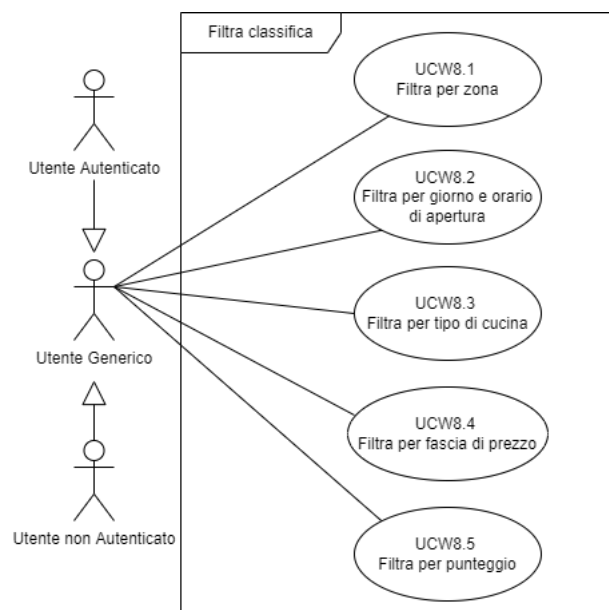 Filtra classifica
UCW8.1
Filtra per zona
Utente Autenticato
UCW8.2
Filtra per giorno e orario
di apertura
UCW8.3
Filtra per tipo di cucina
Utente Generico
UCW8.4
Filtra per fascia di prezzo
Utente non Autenticato
UCW8.5
Filtra per punteggio